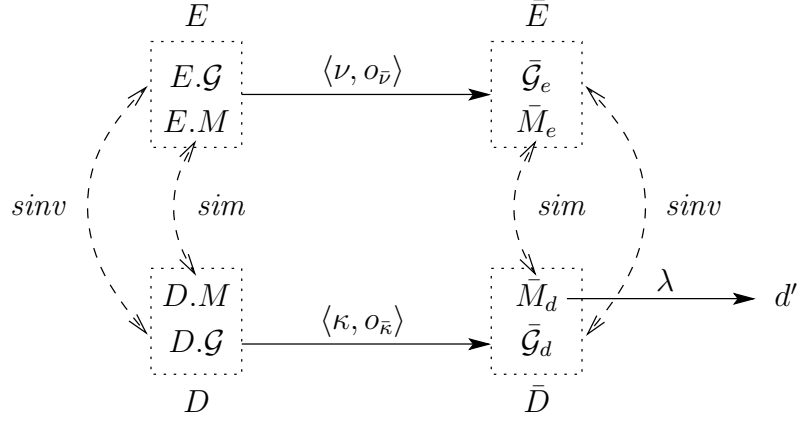 E Ē
E.𝒢 ⟨ν, o_ν̄⟩ 𝒢̄_e
E.M M̄_e
sinv sim sim sinv
D.M M̄_d λ d′
D.𝒢 ⟨κ, o_κ̄⟩ 𝒢̄_d
D D̄